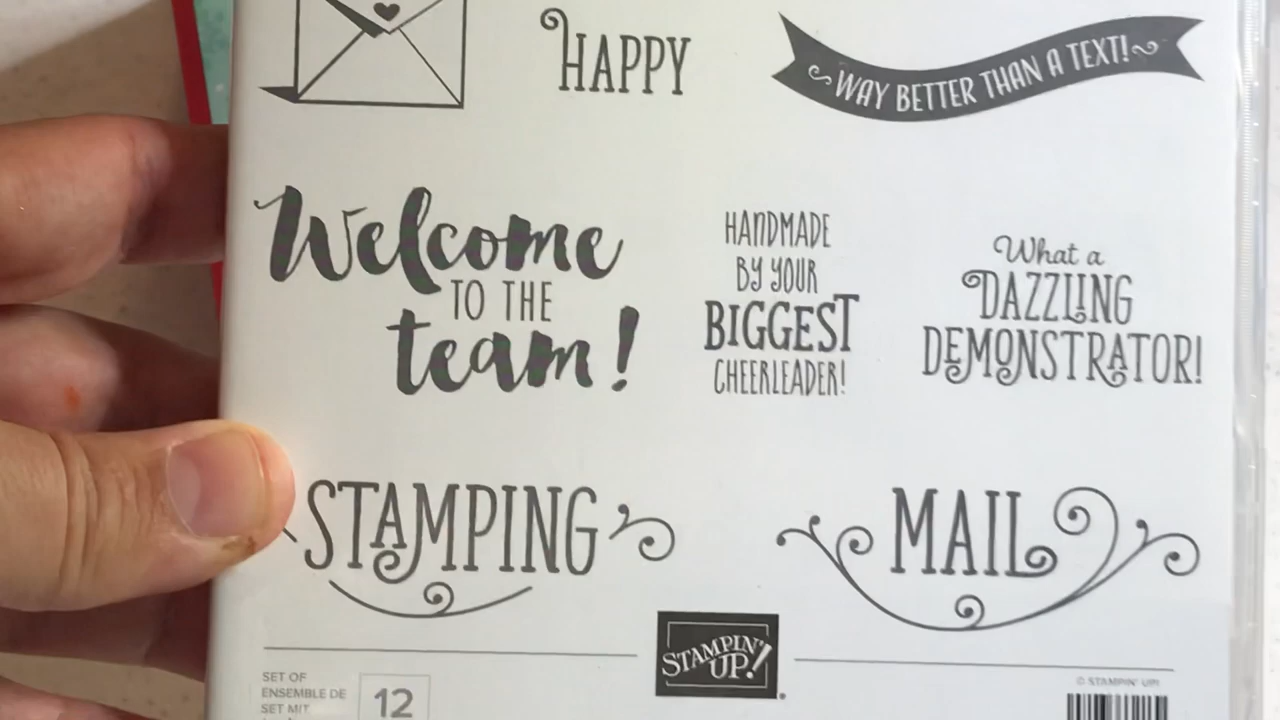 HAPPY
WAY BETTER THAN A TEXT!
Welcome
TO THE
team!
HANDMADE
BY YOUR
BIGGEST
CHEERLEADER!
What a
DAZZLING
DEMONSTRATOR!
STAMPING
MAIL
STAMPIN'
UP!
SET OF
ENSEMBLE DE
SET MIT
12
© STAMPIN' UP!